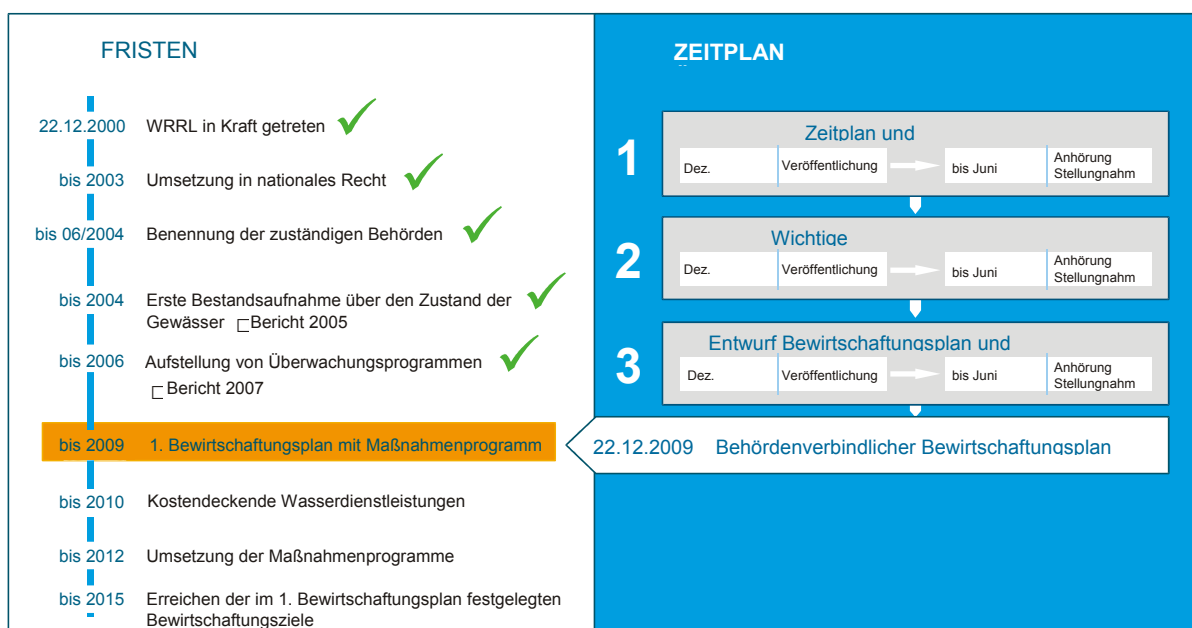 FRISTEN
22.12.2000 WRRL in Kraft getreten
bis 2003 Umsetzung in nationales Recht
bis 06/2004 Benennung der zuständigen Behörden
bis 2004 Erste Bestandsaufnahme über den Zustand der
Gewässer Bericht 2005
bis 2006 Aufstellung von Überwachungsprogrammen
Bericht 2007
bis 2009 1. Bewirtschaftungsplan mit Maßnahmenprogramm
bis 2010 Kostendeckende Wasserdienstleistungen
bis 2012 Umsetzung der Maßnahmenprogramme
bis 2015 Erreichen der im 1. Bewirtschaftungsplan festgelegten
Bewirtschaftungsziele
ZEITPLAN
1
Zeitplan und
Dez. Veröffentlichung bis Juni Anhörung
Stellungnahm
2
Wichtige
Dez. Veröffentlichung bis Juni Anhörung
Stellungnahm
3
Entwurf Bewirtschaftungsplan und
Dez. Veröffentlichung bis Juni Anhörung
Stellungnahm
22.12.2009 Behördenverbindlicher Bewirtschaftungsplan